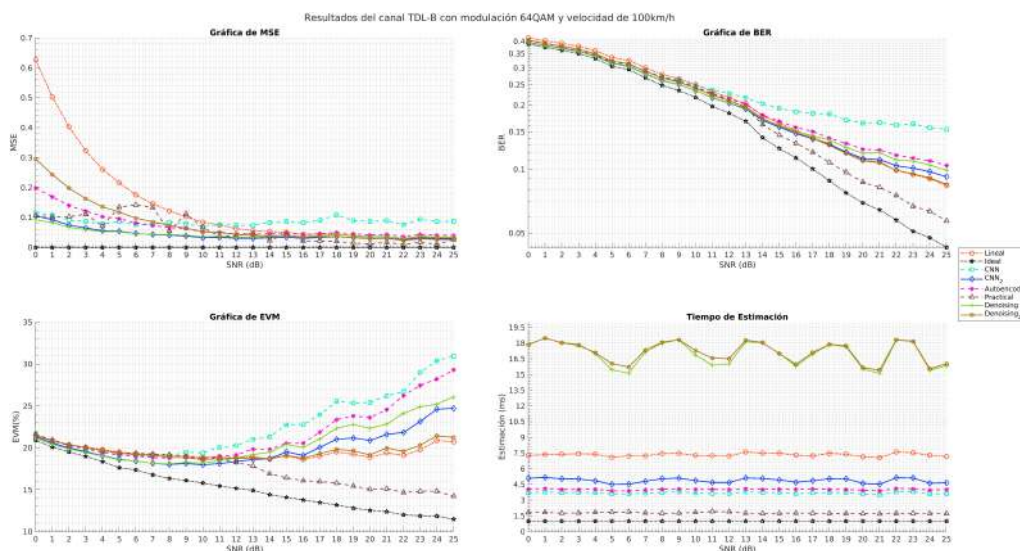 Resultados del canal TDL-B con modulación 64QAM y velocidad de 100km/h
Gráfica de MSE
MSE
0.7
0.6
0.5
0.4
0.3
0.2
0.1
0
0 1 2 3 4 5 6 7 8 9 10 11 12 13 14 15 16 17 18 19 20 21 22 23 24 25
SNR (dB)
Gráfica de BER
BER
0.4
0.35
0.3
0.25
0.2
0.15
0.1
0.05
0 1 2 3 4 5 6 7 8 9 10 11 12 13 14 15 16 17 18 19 20 21 22 23 24 25
SNR (dB)
Lineal
Ideal
CNN
CNN2
Autoencod
Practical
Denoising
Denoising
Gráfica de EVM
EVM(%)
35
30
25
20
15
10
0 1 2 3 4 5 6 7 8 9 10 11 12 13 14 15 16 17 18 19 20 21 22 23 24 25
SNR (dB)
Tiempo de Estimación
Estimación (ms)
19.5
18
16.5
15
13.5
12
10.5
9
7.5
6
4.5
3
1.5
0
0 1 2 3 4 5 6 7 8 9 10 11 12 13 14 15 16 17 18 19 20 21 22 23 24 25
SNR (dB)